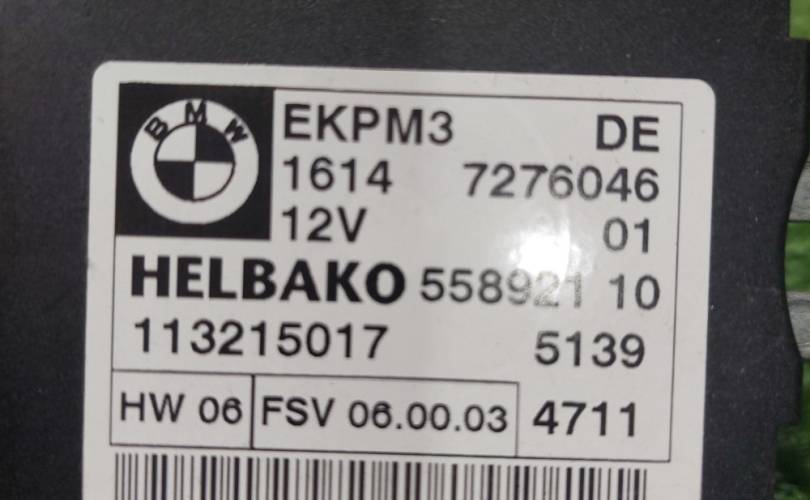 BMW
EKPM3 DE
1614 7276046
12V 01
HELBAKO 558921 10
113215017 5139
HW 06 FSV 06.00.03 4711